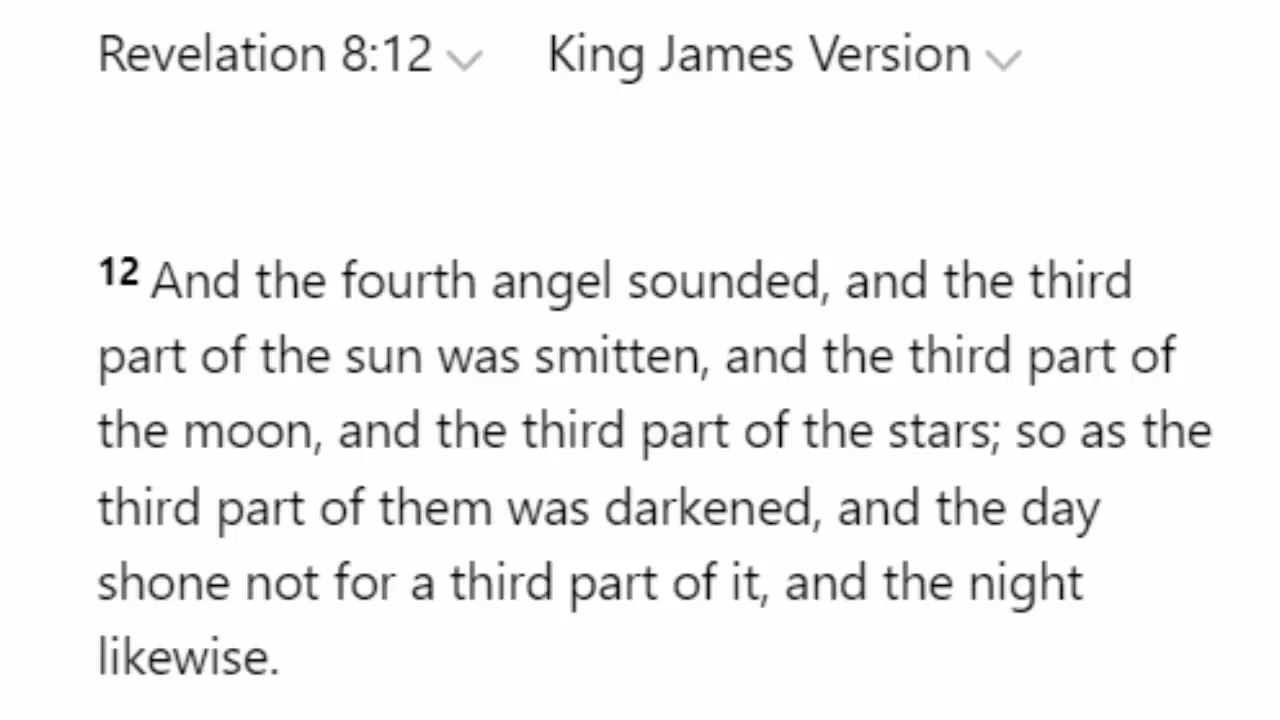 Revelation 8:12 King James Version
12 And the fourth angel sounded, and the third
part of the sun was smitten, and the third part of
the moon, and the third part of the stars; so as the
third part of them was darkened, and the day
shone not for a third part of it, and the night
likewise.